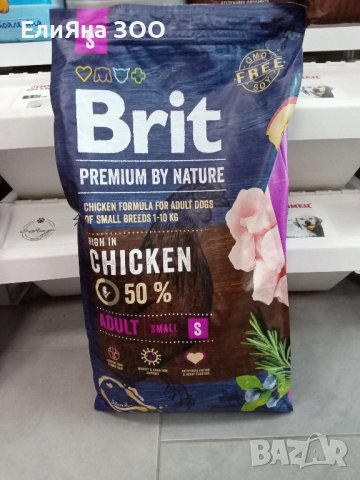 ЕлиЯна ЗОО
S
Brit
GMO
FREE
SOY
PREMIUM BY NATURE
CHICKEN FORMULA FOR ADULT DOGS
OF SMALL BREEDS 1-10 KG
HIGH IN
CHICKEN
50 %
ADULT SMALL S
BAZAR